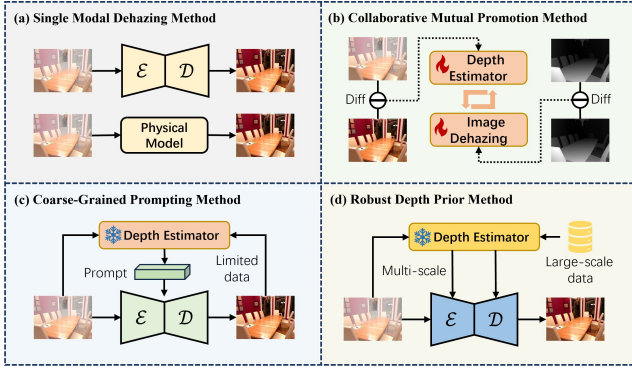 (a) Single Modal Dehazing Method
ℰ
𝒟
Physical
Model
(b) Collaborative Mutual Promotion Method
Depth
Estimator
Diff
Diff
Image
Dehazing
(c) Coarse-Grained Prompting Method
Depth Estimator
Prompt
Limited
data
ℰ
𝒟
(d) Robust Depth Prior Method
Depth Estimator
Multi-scale
Large-scale
data
ℰ
𝒟